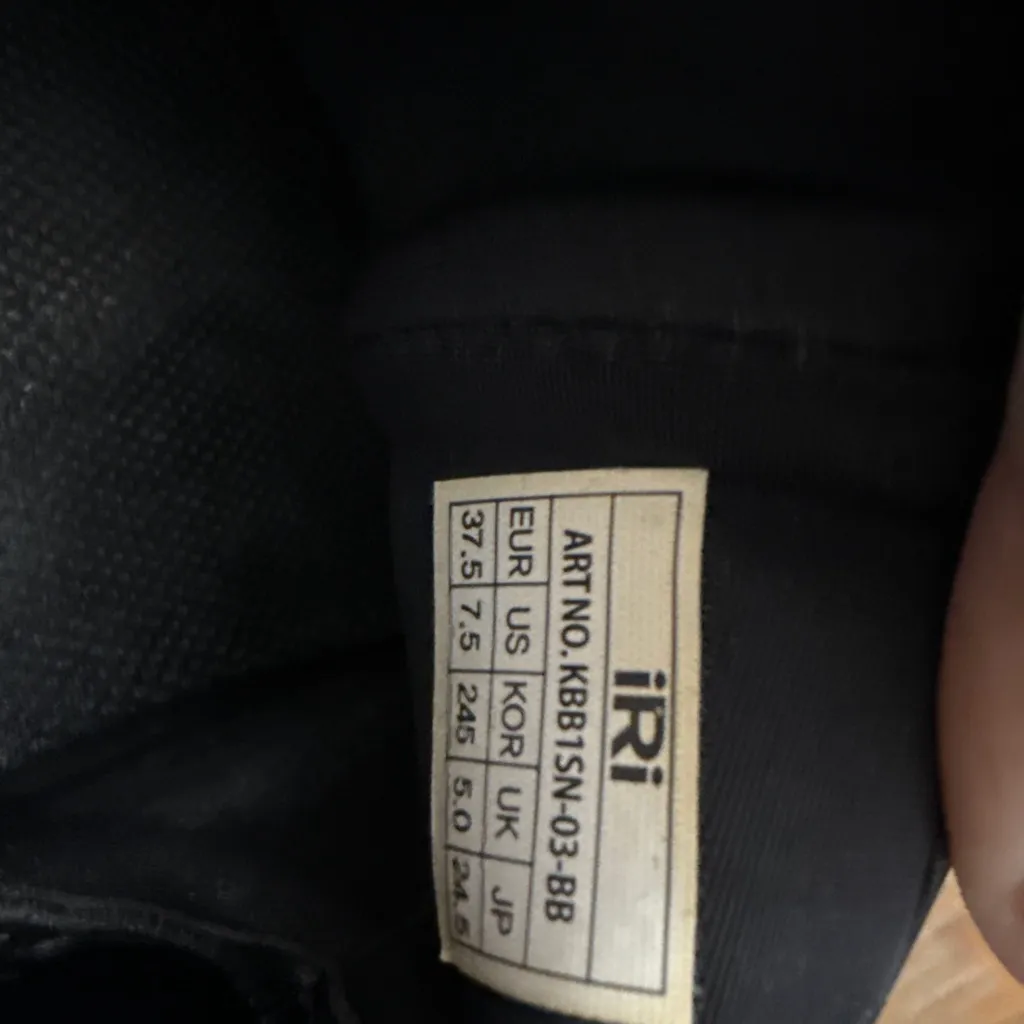 iRi
ART NO. KBB1SN-03-BB
EUR US KOR UK JP
37.5 7.5 245 5.0 24.5